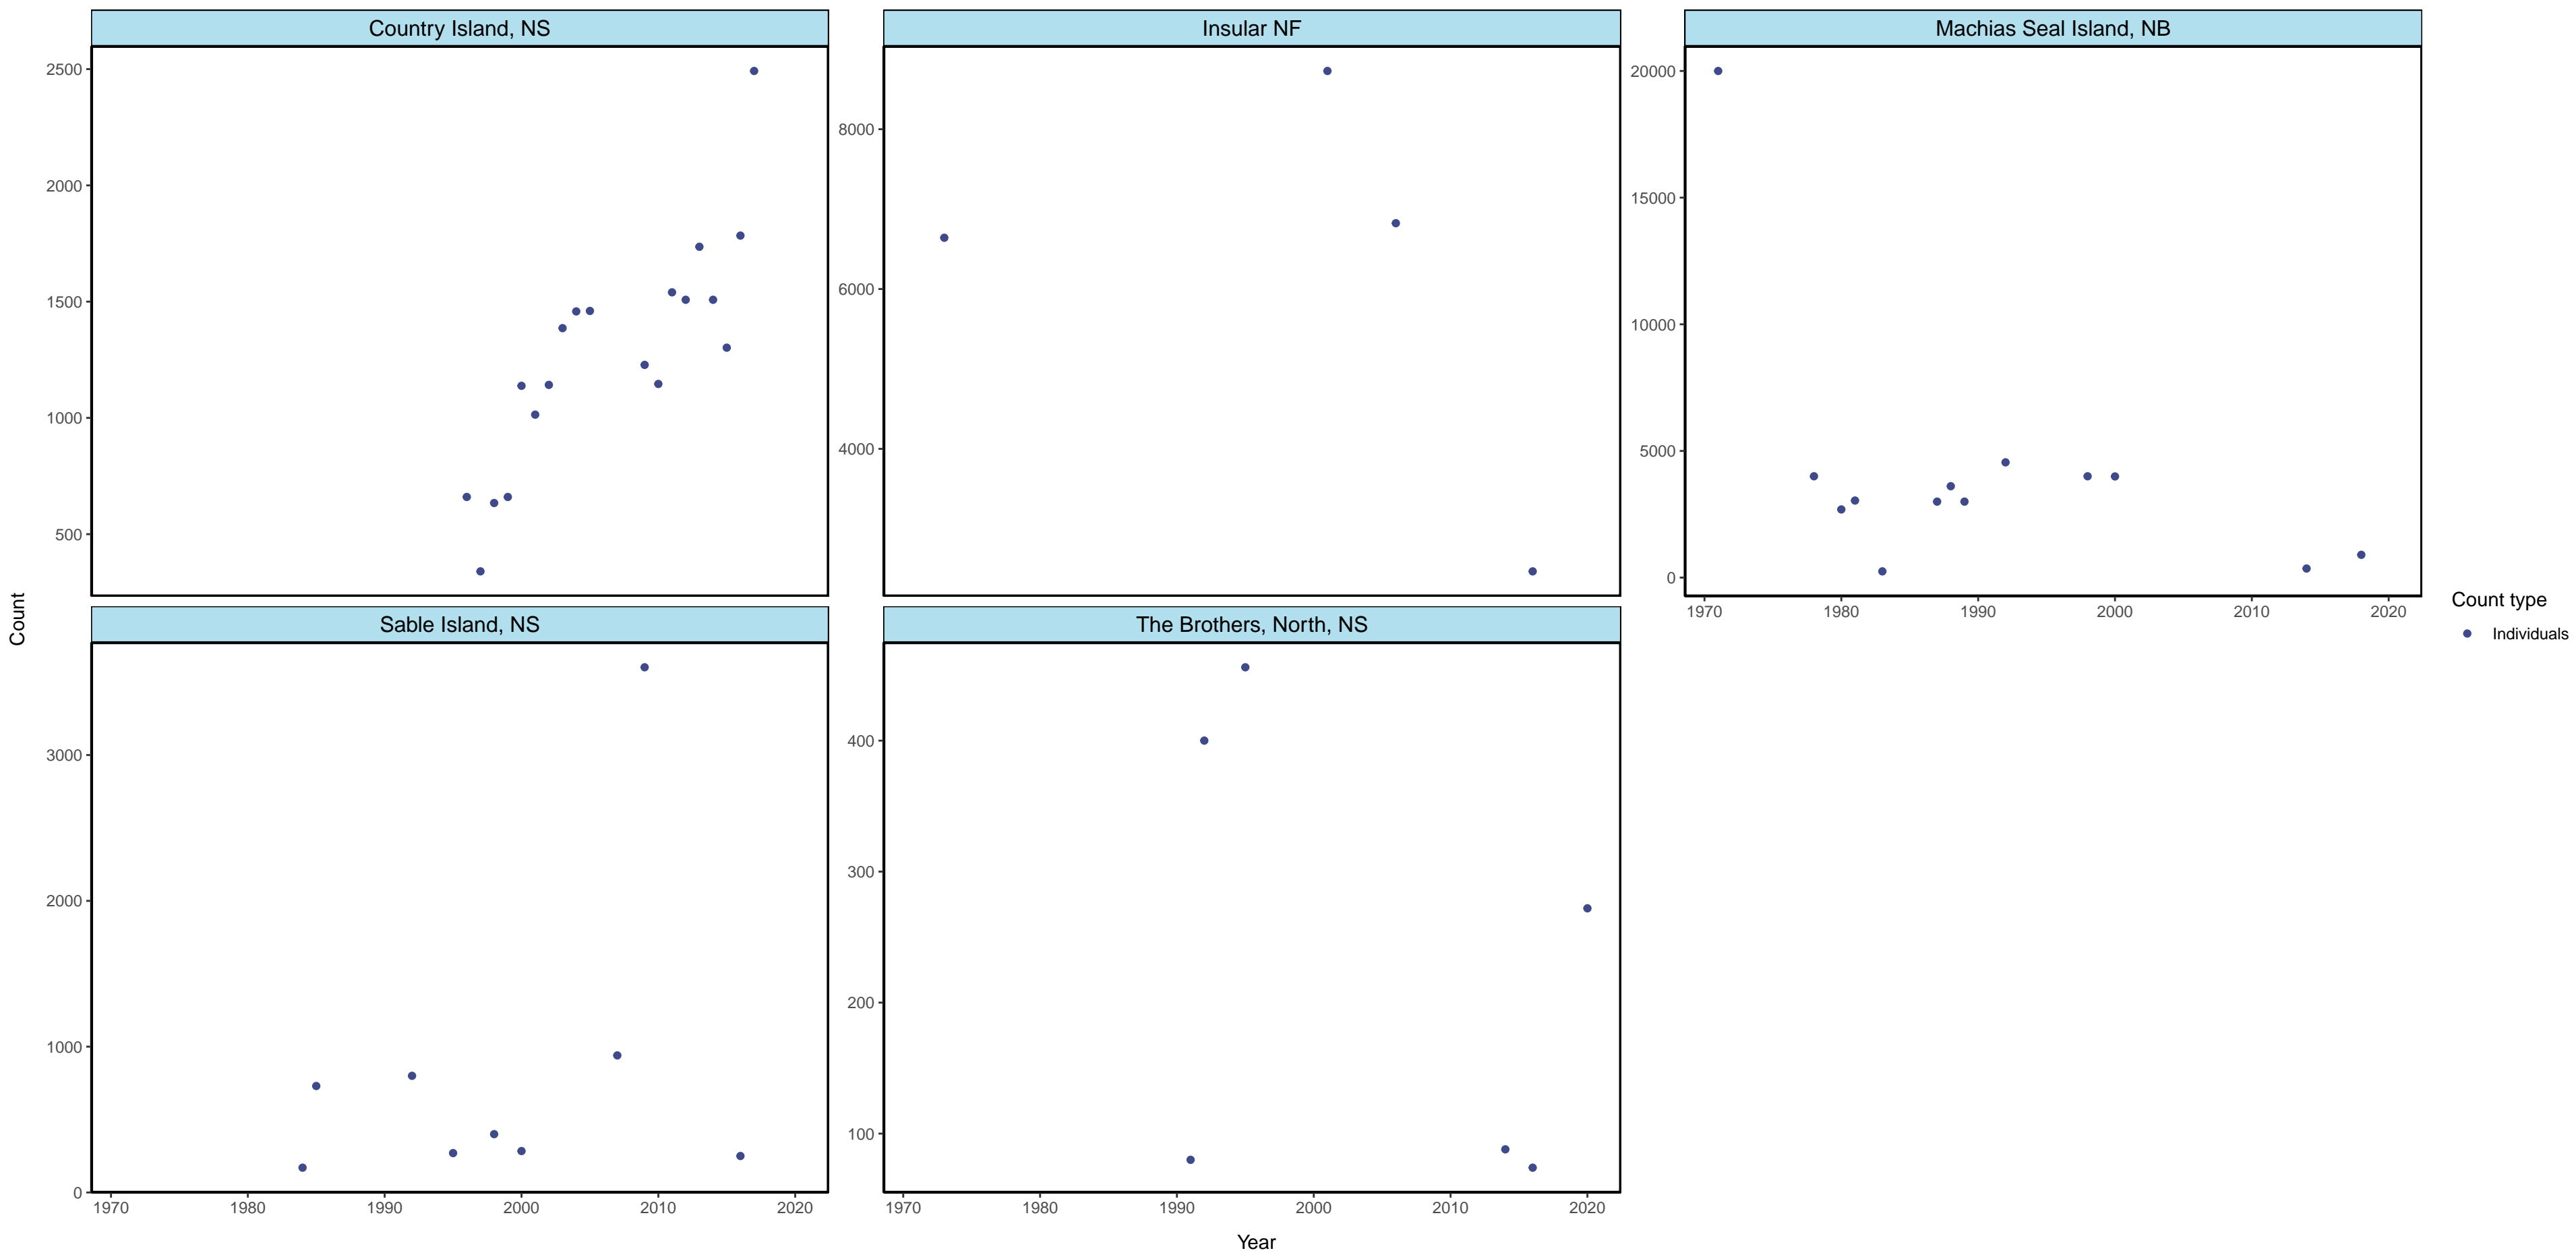 Country Island, NS
Insular NF
Machias Seal Island, NB
2500
2000
1500
1000
500
8000
6000
4000
20000
15000
10000
5000
0
1970 1980 1990 2000 2010 2020
Count
Count type
Individuals
Sable Island, NS
The Brothers, North, NS
3000
2000
1000
0
400
300
200
100
1970 1980 1990 2000 2010 2020
1970 1980 1990 2000 2010 2020
Year